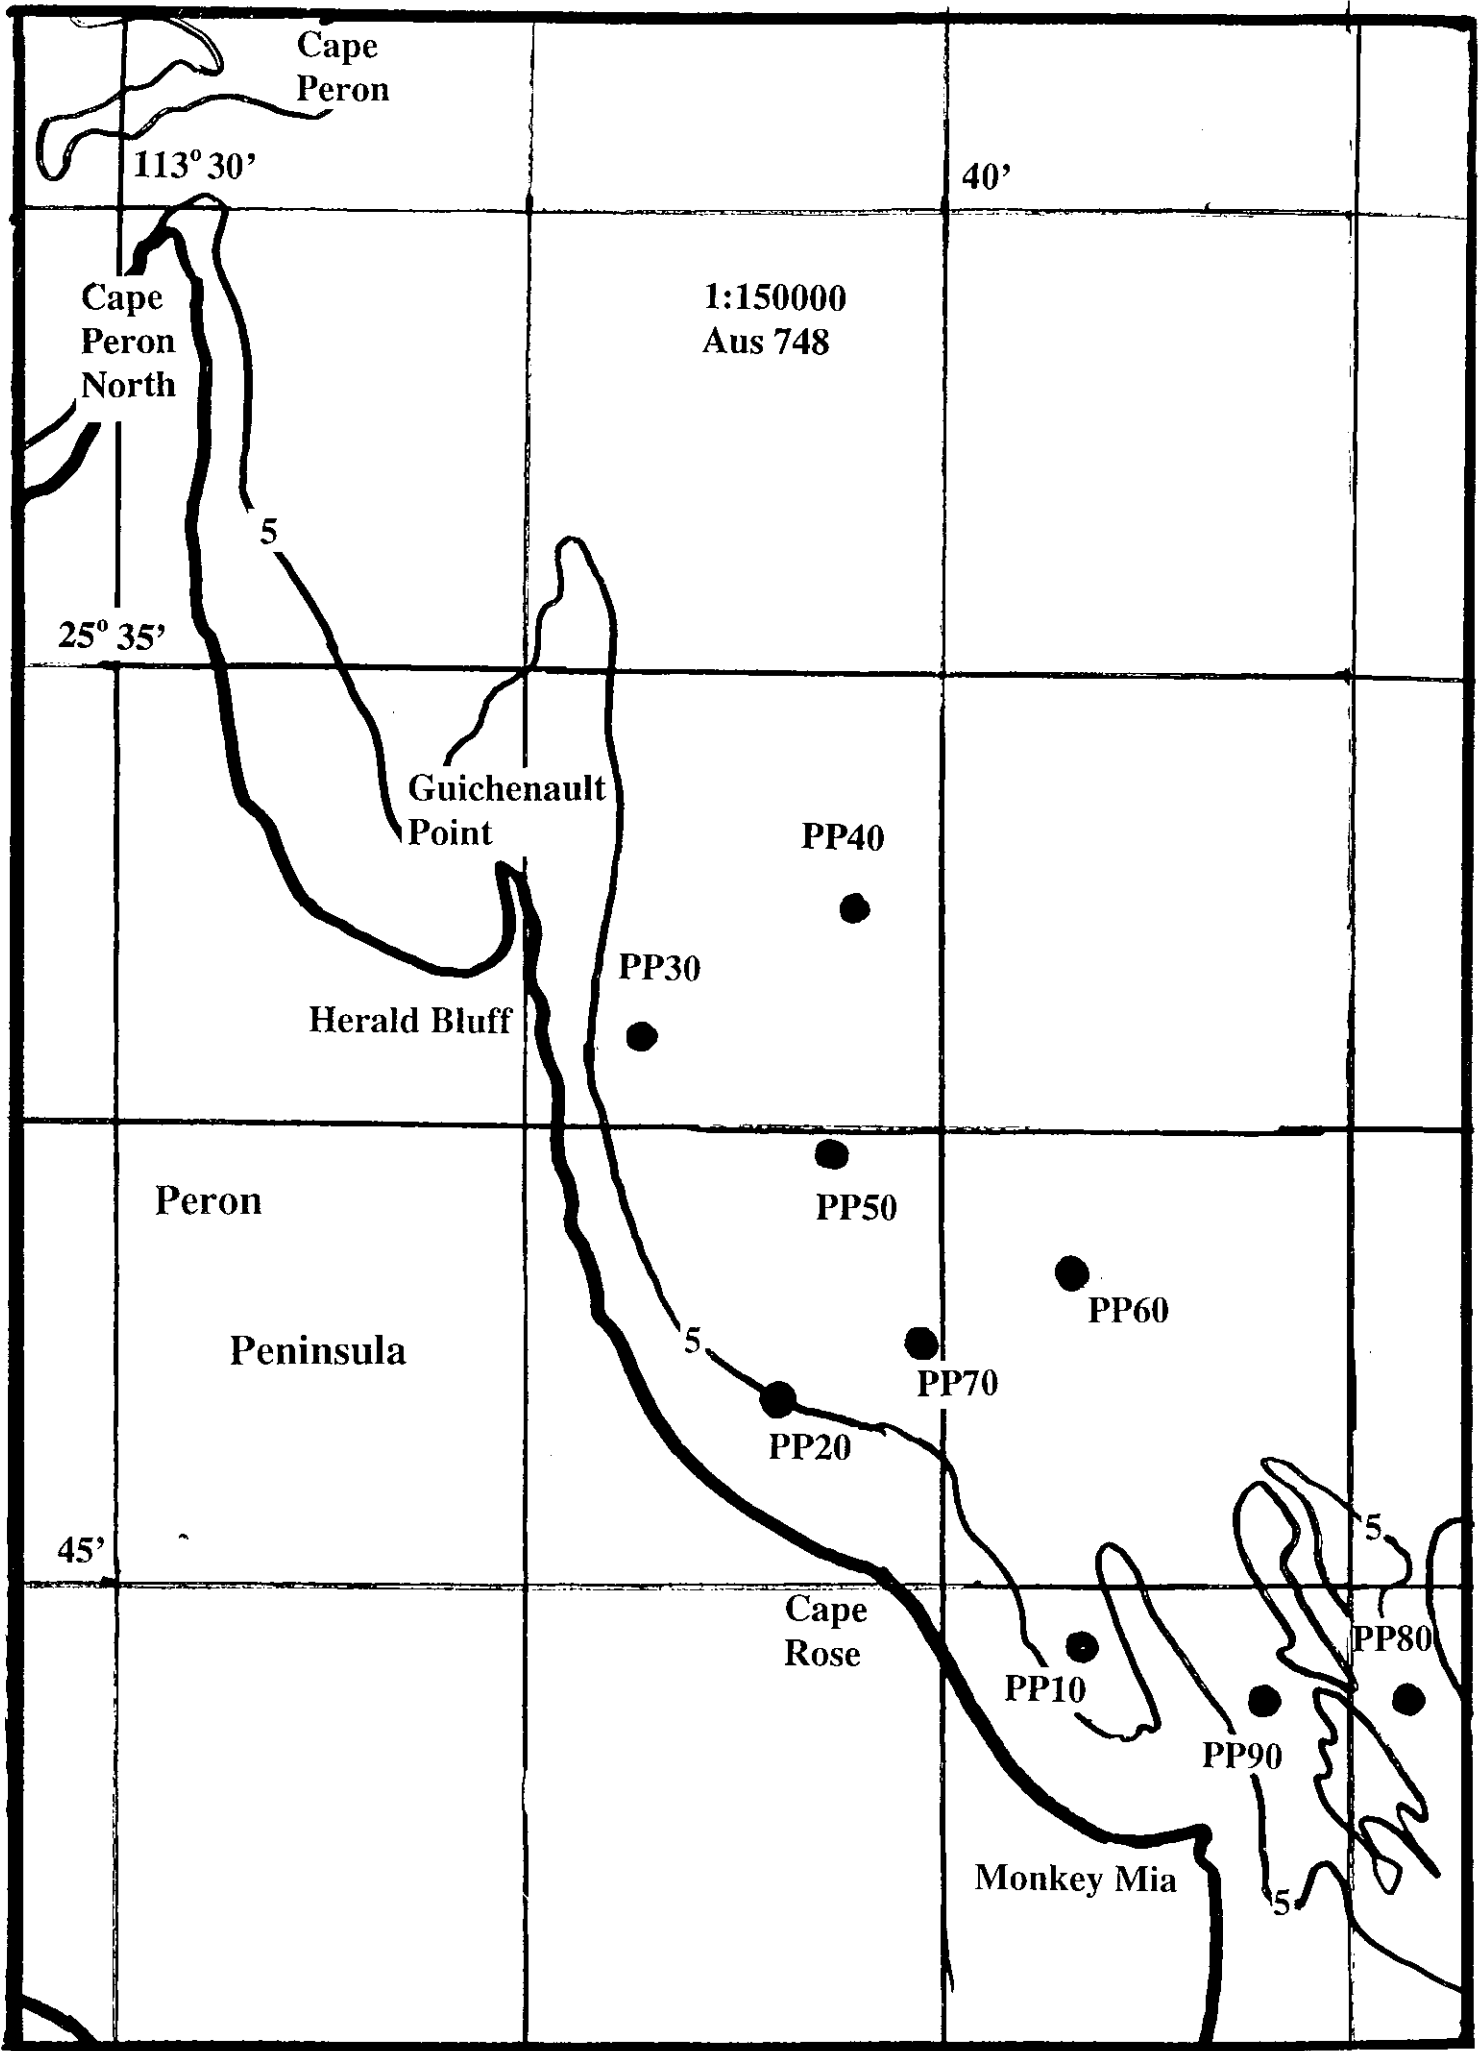 Cape
Peron
113° 30’
40’
Cape
Peron
North
1:150000
Aus 748
5
25° 35’
Guichenault
Point
PP40
PP30
Herald Bluff
Peron
PP50
PP60
Peninsula
5
PP70
PP20
45’
5
Cape
Rose
PP80
PP10
PP90
Monkey Mia
5